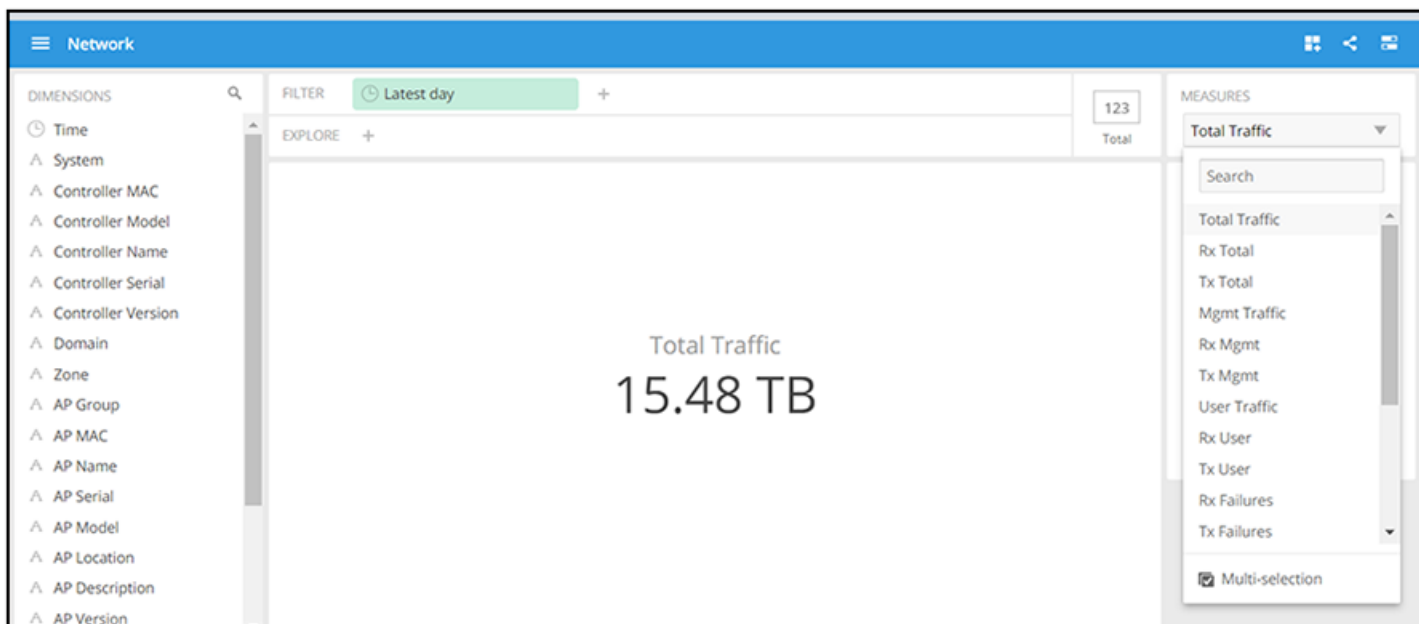 Network
DIMENSIONS
Time
System
Controller MAC
Controller Model
Controller Name
Controller Serial
Controller Version
Domain
Zone
AP Group
AP MAC
AP Name
AP Serial
AP Model
AP Location
AP Description
AP Version
FILTER
Latest day
+
EXPLORE +
123
Total
Total Traffic
15.48 TB
MEASURES
Total Traffic
Search
Total Traffic
Rx Total
Tx Total
Mgmt Traffic
Rx Mgmt
Tx Mgmt
User Traffic
Rx User
Tx User
Rx Failures
Tx Failures
Multi-selection